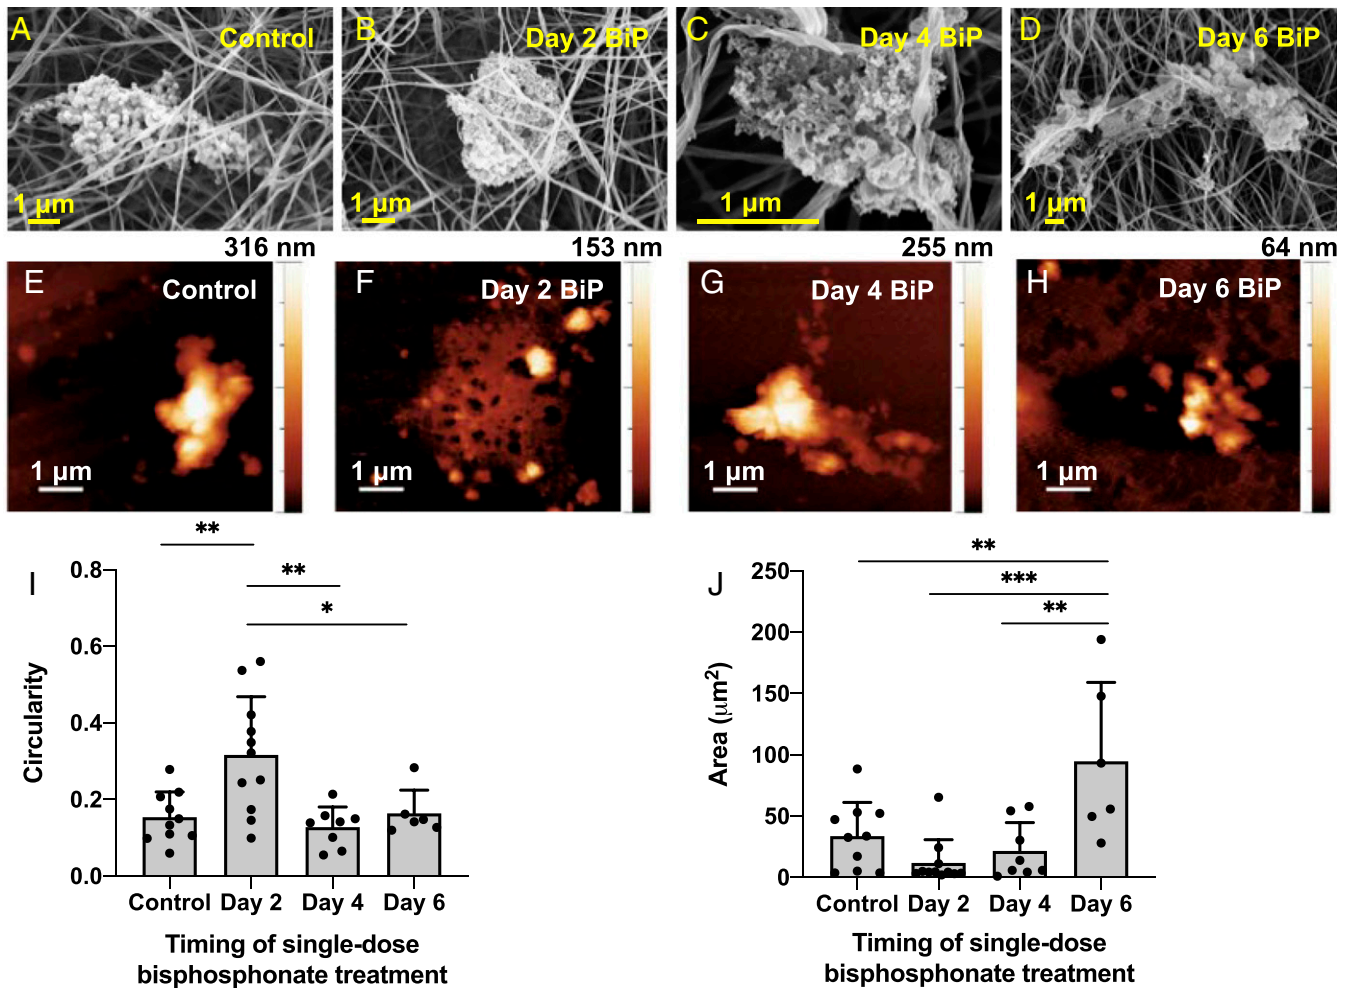 A Control B Day 2 BiP C Day 4 BiP D Day 6 BiP
1 μm 1 μm 1 μm 1 μm
316 nm 153 nm 255 nm 64 nm
E Control F Day 2 BiP G Day 4 BiP H Day 6 BiP
1 μm 1 μm 1 μm 1 μm
I
**
**
*
0.8
0.6
0.4
0.2
0.0
Circularity
Control Day 2 Day 4 Day 6
Timing of single-dose
bisphosphonate treatment
J
**
***
**
250
200
150
100
50
0
Area (μm²)
Control Day 2 Day 4 Day 6
Timing of single-dose
bisphosphonate treatment